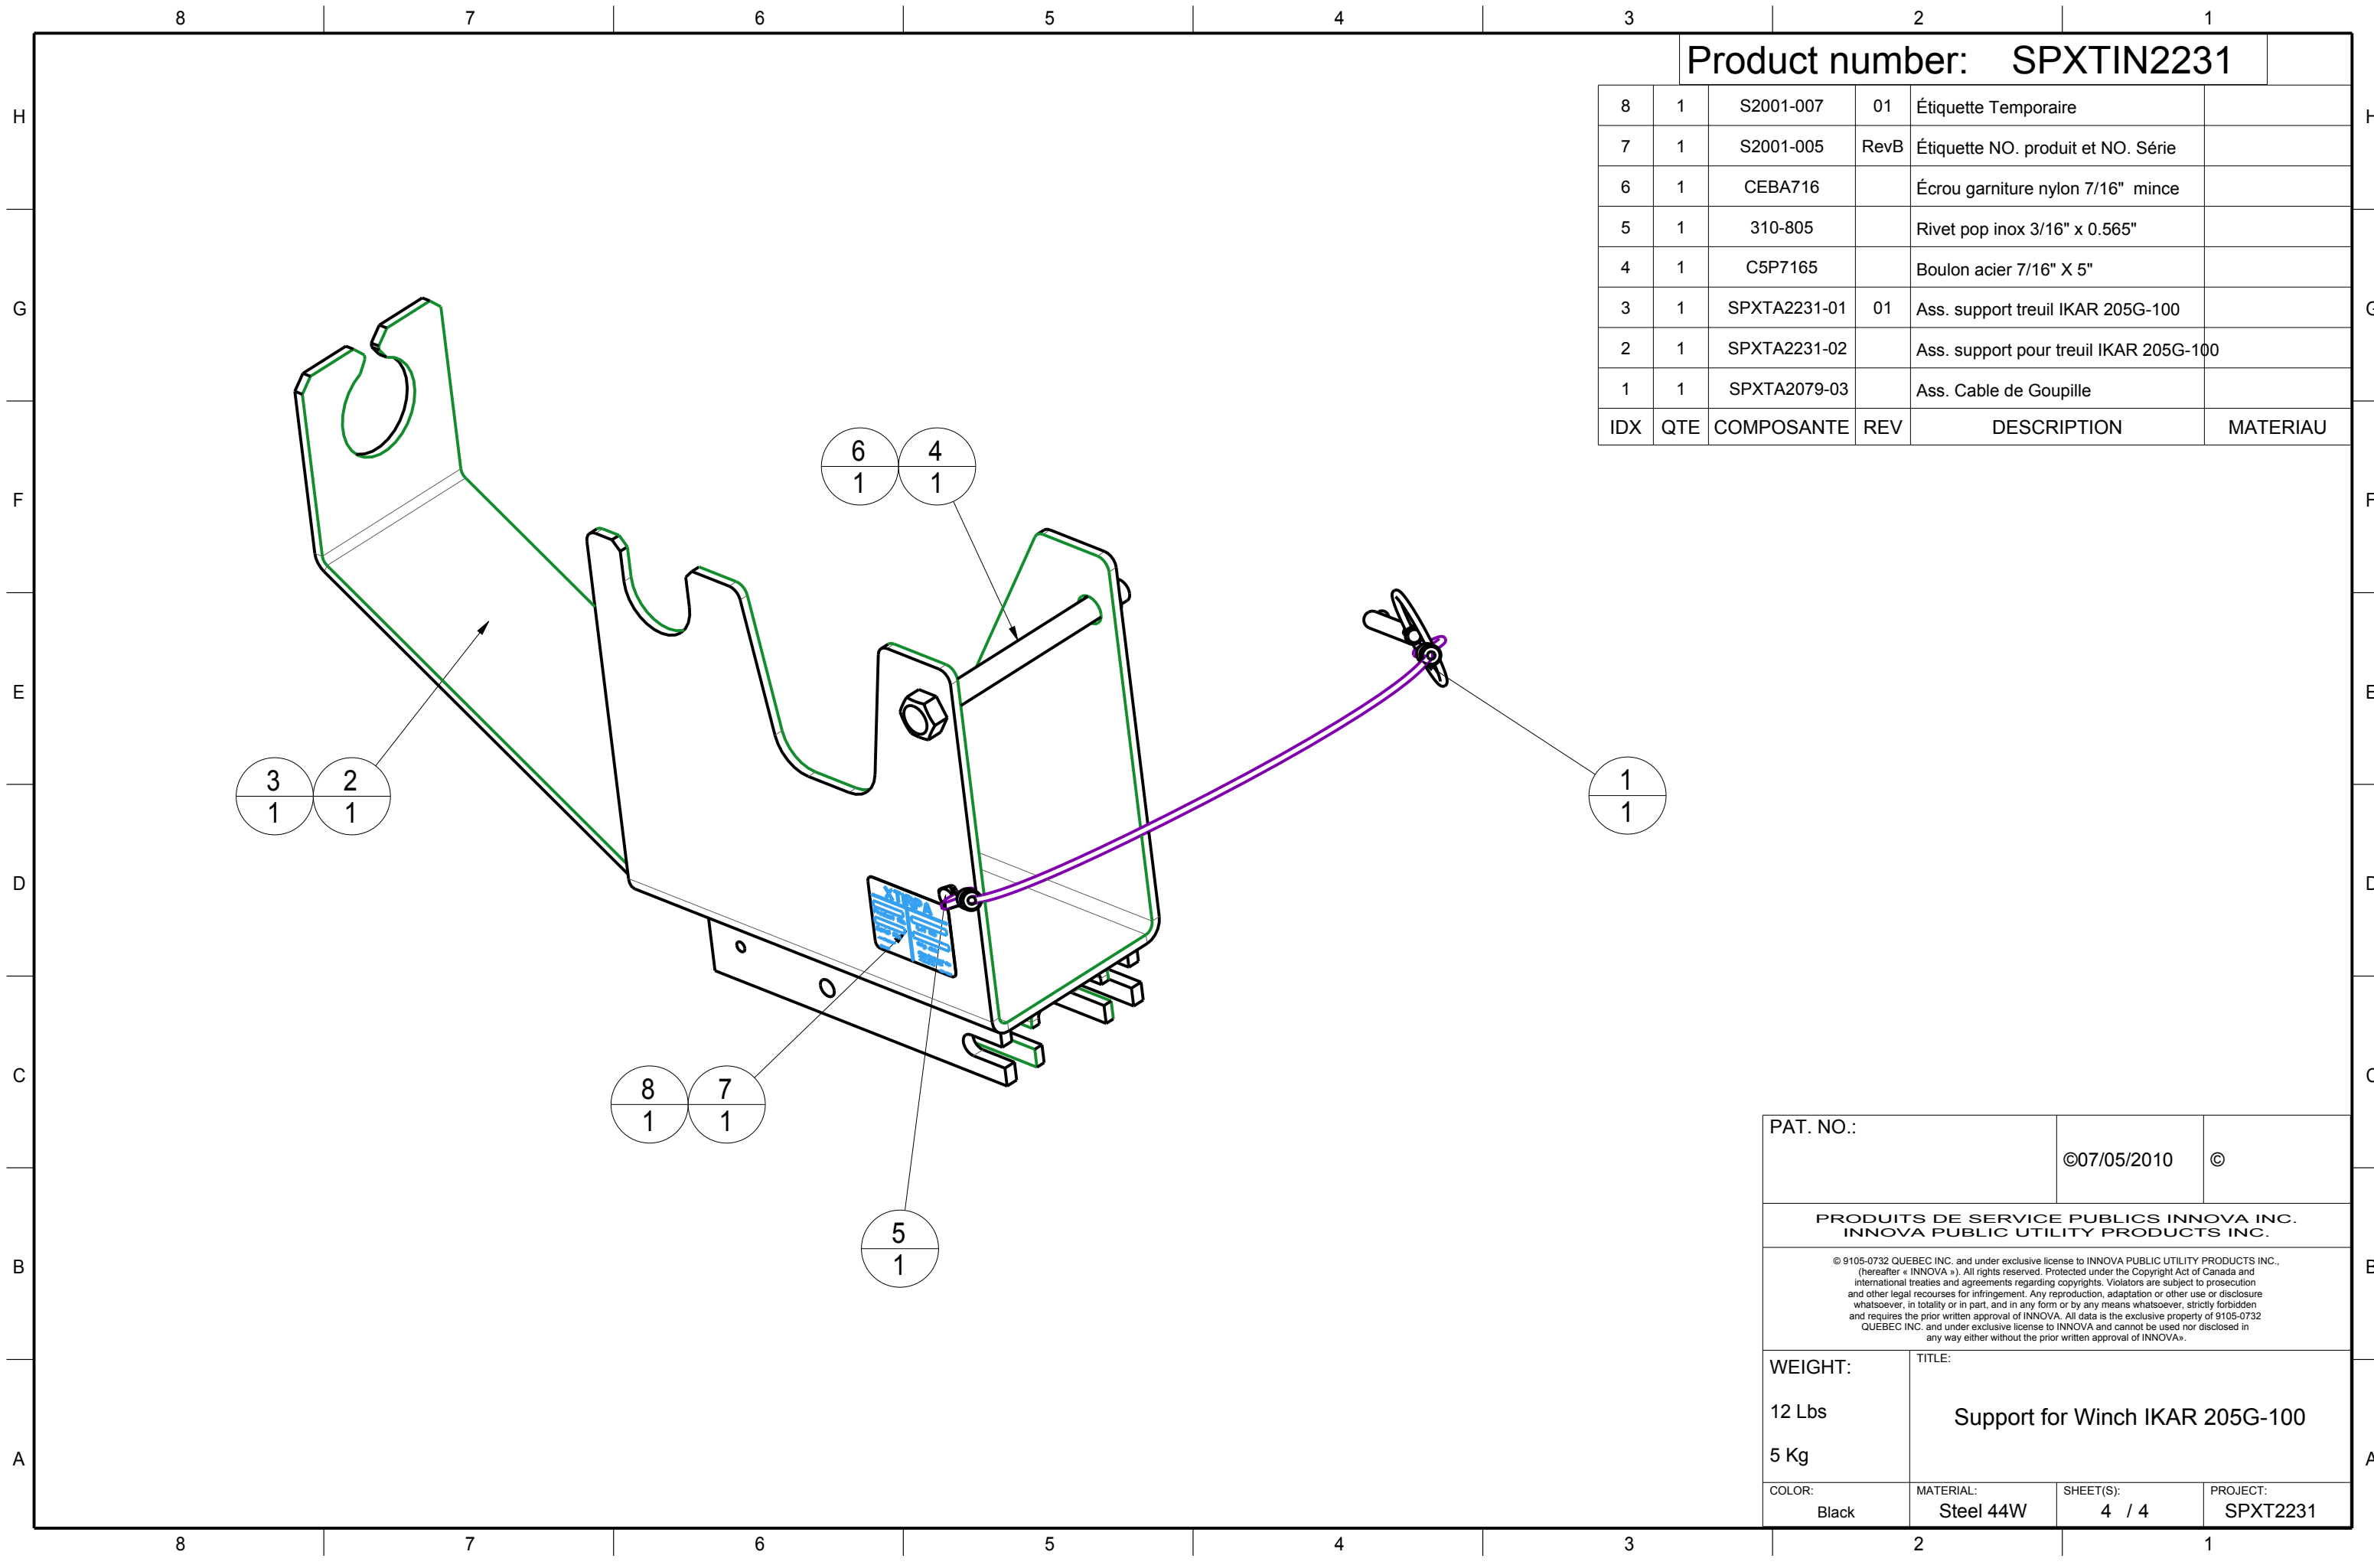 8 7 6 5 4 3 2 1
Product number: SPXTIN2231
8 1 S2001-007 01 Étiquette Temporaire
7 1 S2001-005 RevB Étiquette NO. produit et NO. Série
6 1 CEBA716 Écrou garniture nylon 7/16" mince
5 1 310-805 Rivet pop inox 3/16" x 0.565"
4 1 C5P7165 Boulon acier 7/16" X 5"
3 1 SPXTA2231-01 01 Ass. support treuil IKAR 205G-100
2 1 SPXTA2231-02 Ass. support pour treuil IKAR 205G-100
1 1 SPXTA2079-03 Ass. Cable de Goupille
IDX QTE COMPOSANTE REV DESCRIPTION MATERIAU
H H
G G
F F
E E
D D
C C
B B
A A
6 4
1 1
3 2
1 1
1
1
XTIRPA
8 7
1 1
5
1
PAT. NO.:
©07/05/2010 ©
PRODUITS DE SERVICE PUBLICS INNOVA INC.
INNOVA PUBLIC UTILITY PRODUCTS INC.
© 9105-0732 QUEBEC INC. and under exclusive license to INNOVA PUBLIC UTILITY PRODUCTS INC.,
(hereafter « INNOVA »). All rights reserved. Protected under the Copyright Act of Canada and
international treaties and agreements regarding copyrights. Violators are subject to prosecution
and other legal recourses for infringement. Any reproduction, adaptation or other use or disclosure
whatsoever, in totality or in part, and in any form or by any means whatsoever, strictly forbidden
and requires the prior written approval of INNOVA. All data is the exclusive property of 9105-0732
QUEBEC INC. and under exclusive license to INNOVA and cannot be used nor disclosed in
any way either without the prior written approval of INNOVA».
WEIGHT:
12 Lbs
5 Kg
TITLE:
Support for Winch IKAR 205G-100
COLOR:
Black
MATERIAL:
Steel 44W
SHEET(S):
4 / 4
PROJECT:
SPXT2231
8 7 6 5 4 3 2 1